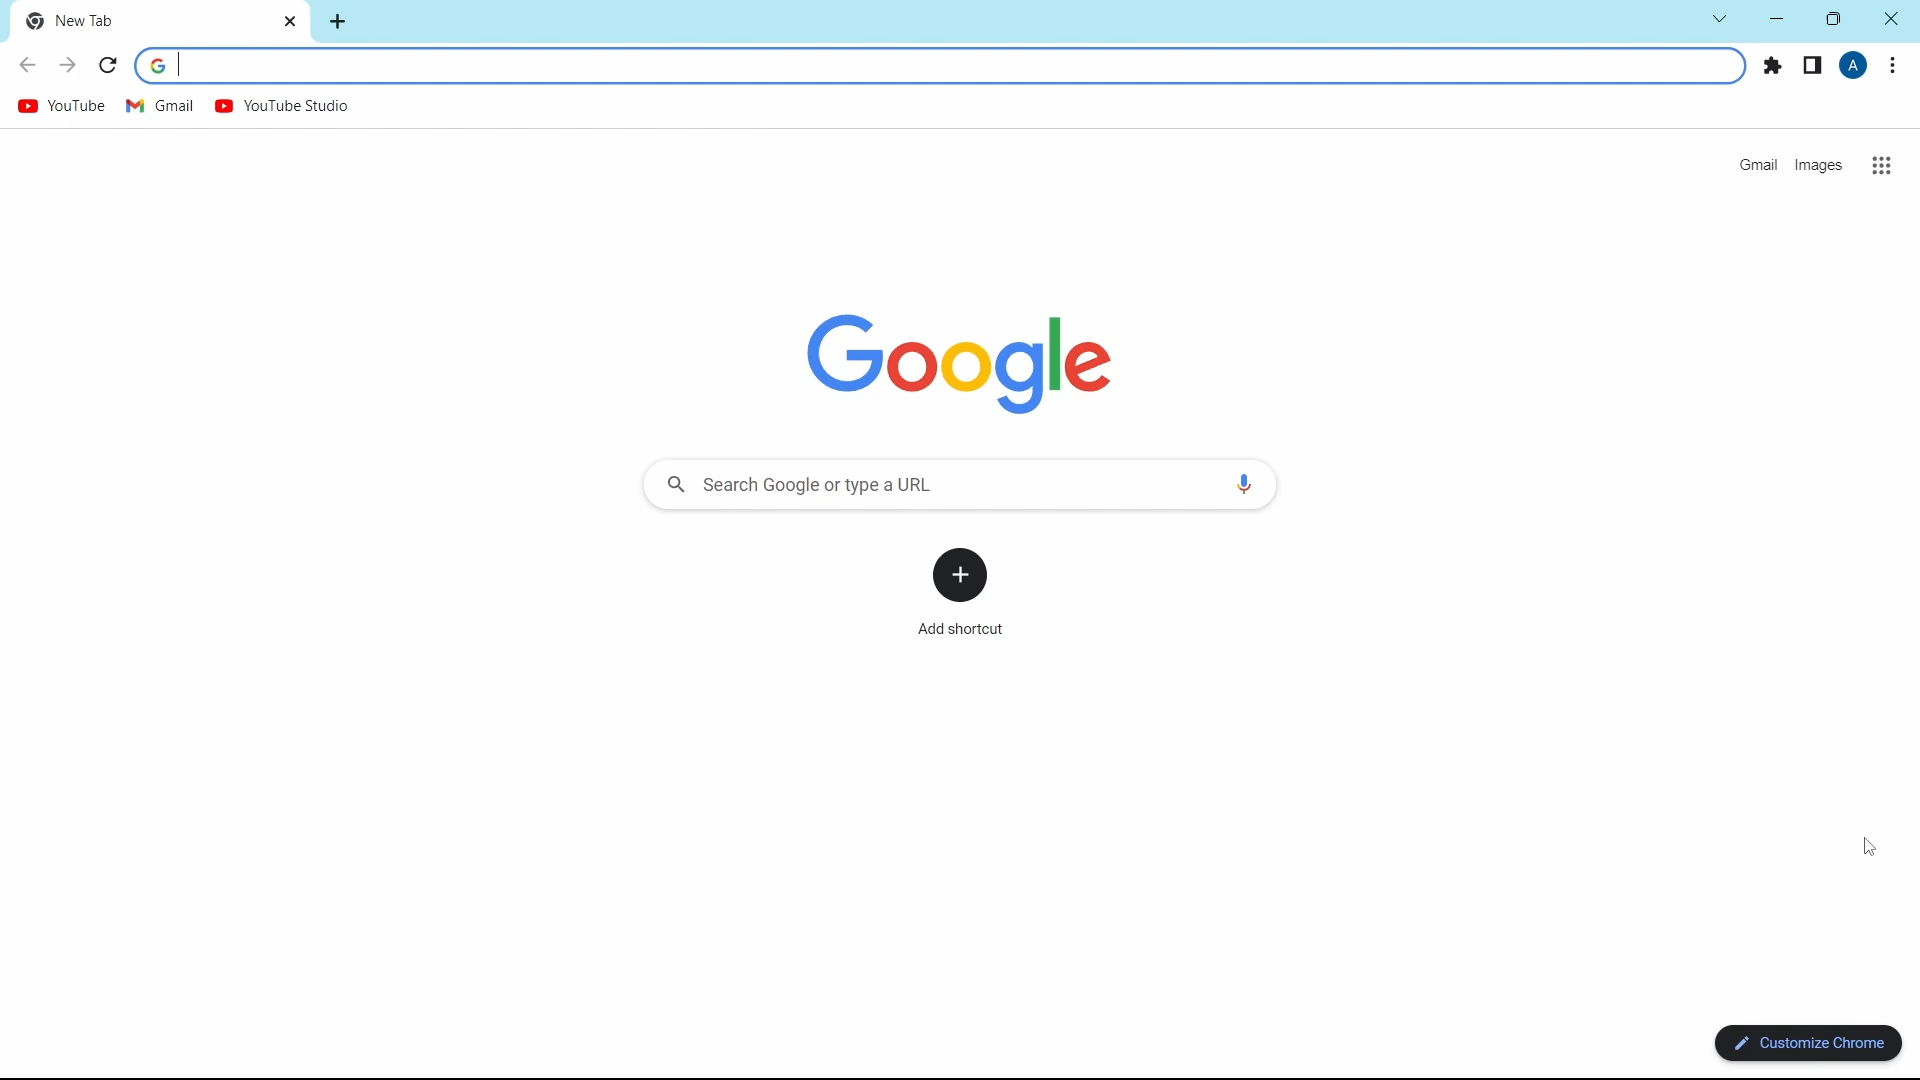 New Tab
A
YouTube Gmail YouTube Studio
Gmail Images
Google
Search Google or type a URL
Add shortcut
Customize Chrome